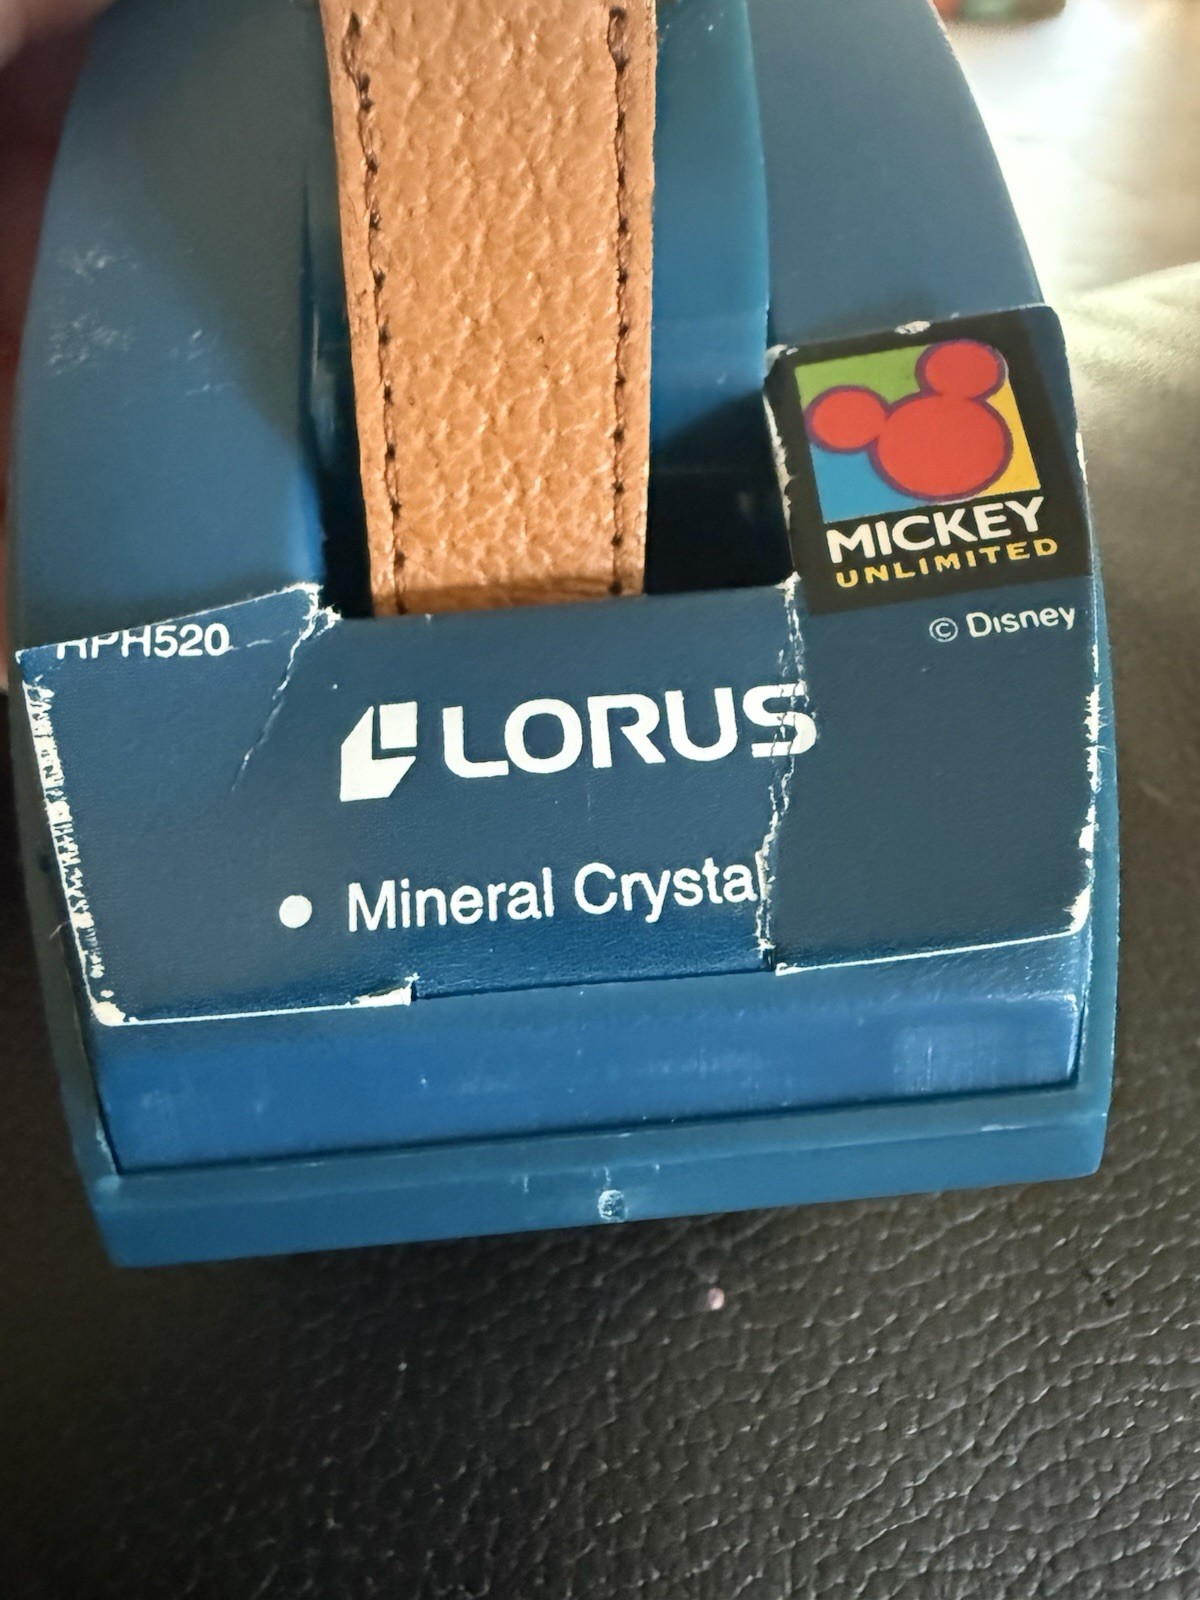 MICKEY
UNLIMITED
© Disney
HPH520
LORUS
• Mineral Crystal